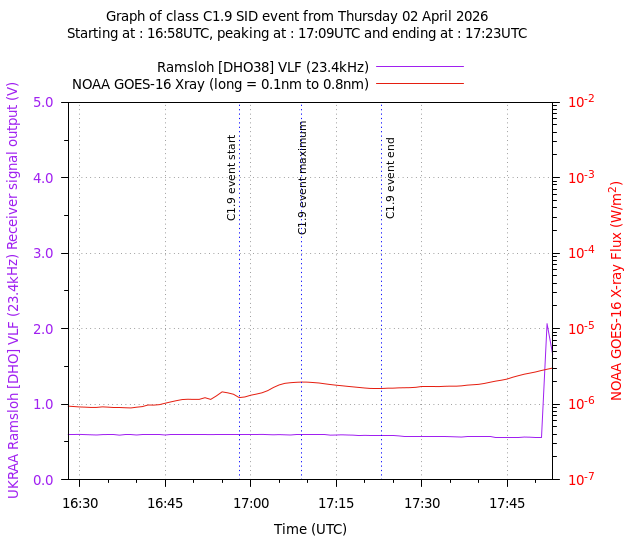 Graph of class C1.9 SID event from Thursday 02 April 2026
Starting at : 16:58UTC, peaking at : 17:09UTC and ending at : 17:23UTC
Ramsloh [DHO38] VLF (23.4kHz)
NOAA GOES-16 Xray (long = 0.1nm to 0.8nm)
UKRAA Ramsloh [DHO] VLF (23.4kHz) Receiver signal output (V)
5.0
4.0
3.0
2.0
1.0
0.0
C1.9 event start
C1.9 event maximum
C1.9 event end
10-2
10-3
10-4
10-5
10-6
10-7
NOAA GOES-16 X-ray Flux (W/m2)
16:30 16:45 17:00 17:15 17:30 17:45
Time (UTC)